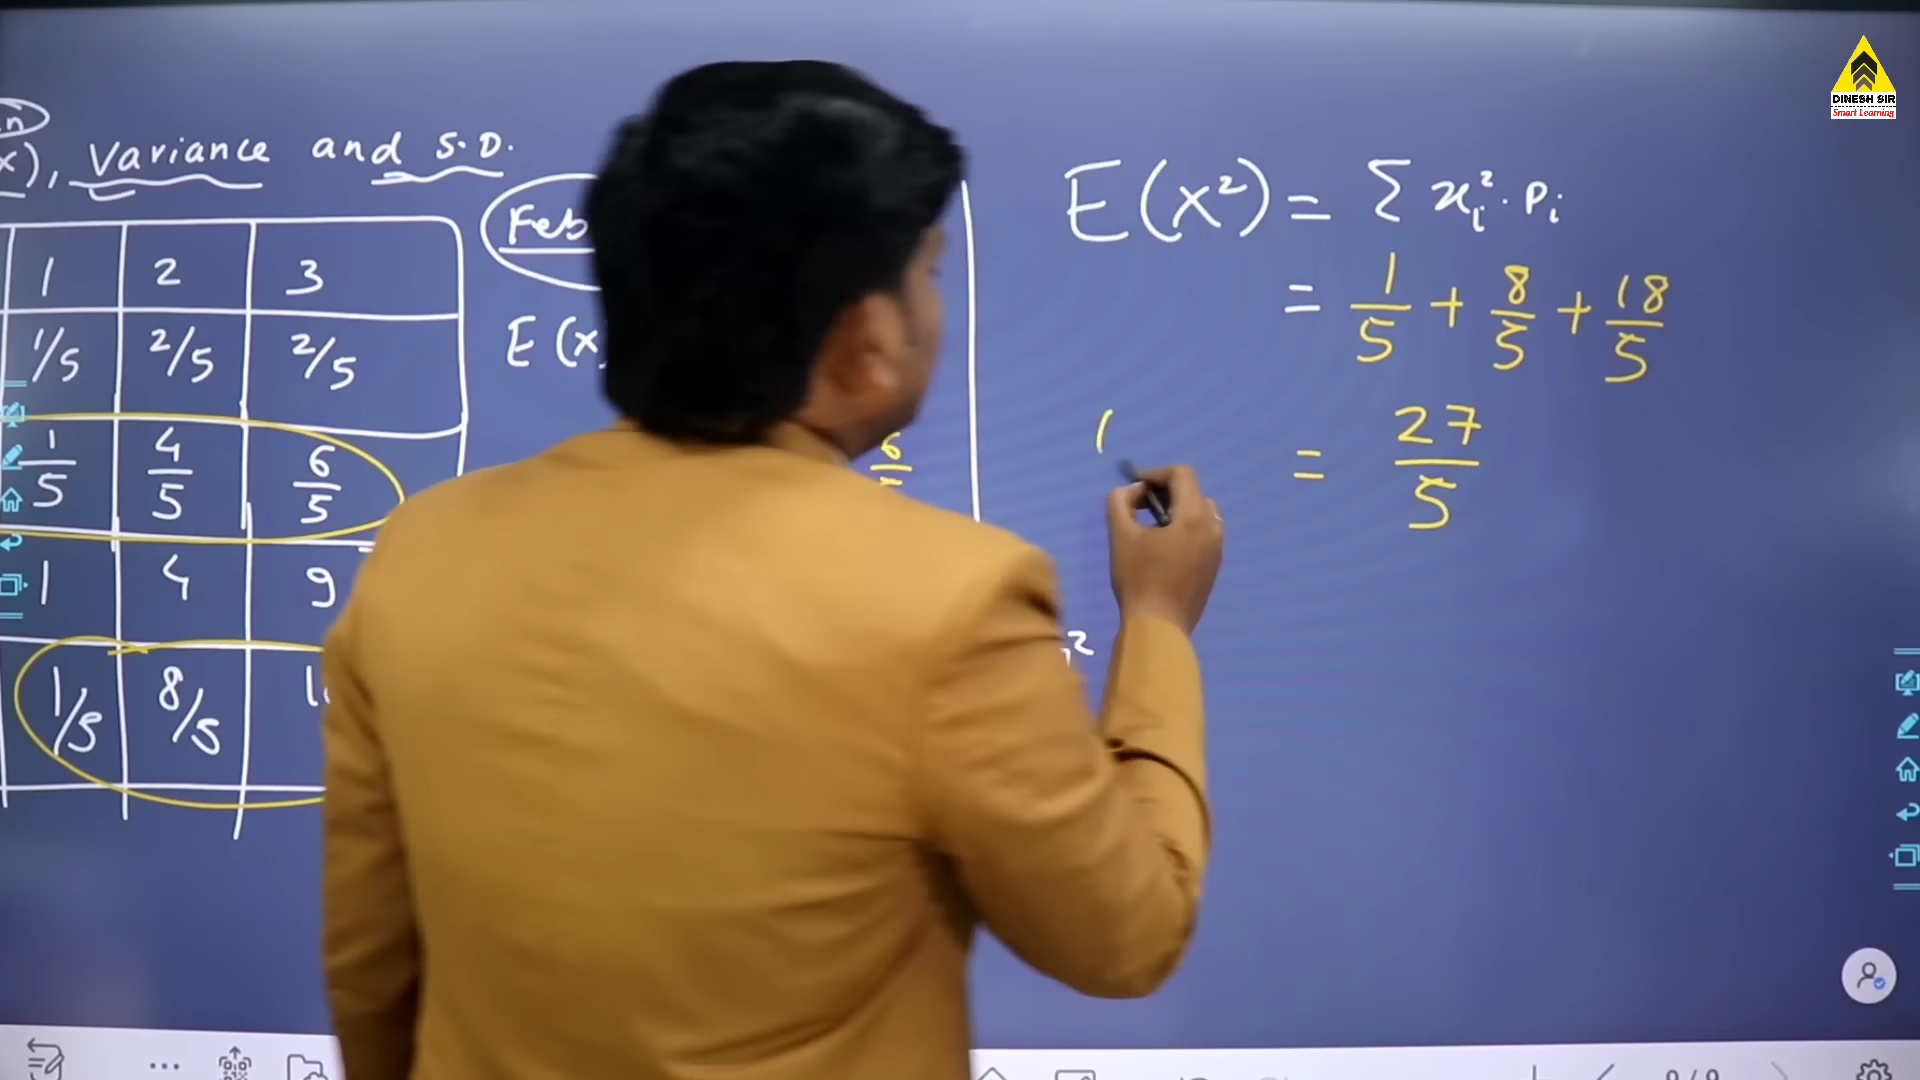 n
x), Variance and S.D.
1 2 3
1/5 2/5 2/5
1/5 4/5 6/5
1 4 9
1/5 8/5
Feb
E(x
6
2
E(x²) = Σ xᵢ². Pᵢ
= 1/5 + 8/5 + 18/5
= 27/5
(
DINESH SIR
Smart Learning